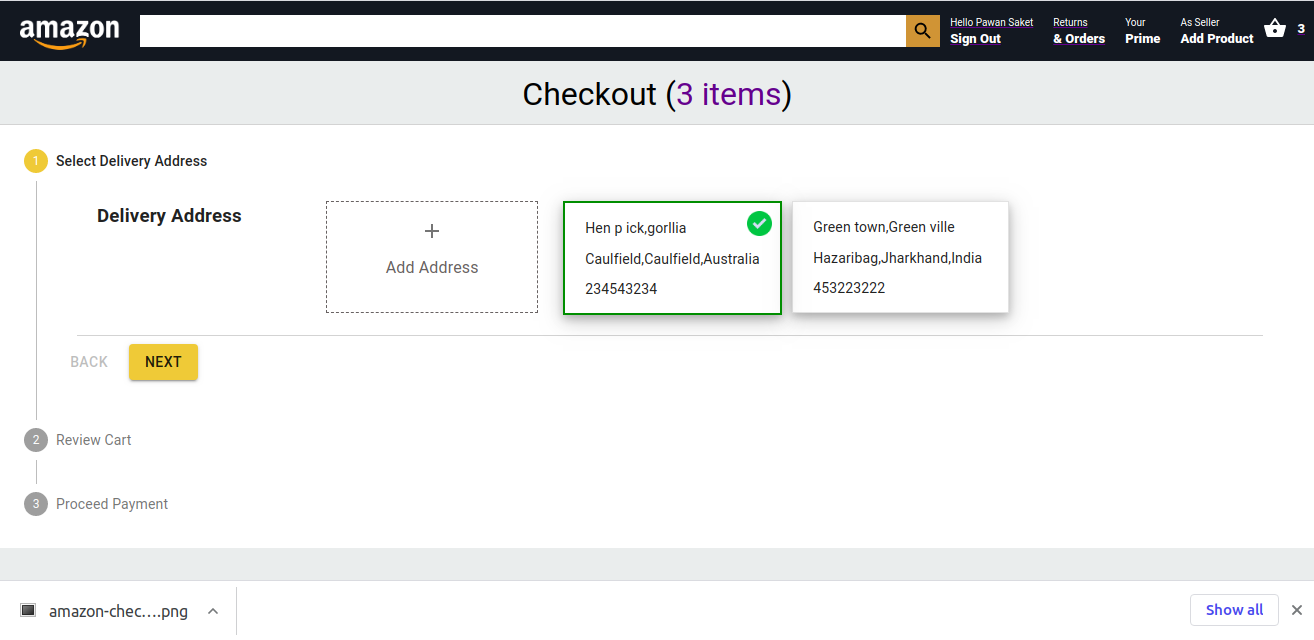 amazon
Hello Pawan Saket
Sign Out
Returns
& Orders
Your
Prime
As Seller
Add Product
3
Checkout (3 items)
1 Select Delivery Address
Delivery Address
+
Add Address
Hen p ick,gorllia
Caulfield,Caulfield,Australia
234543234
Green town,Green ville
Hazaribag,Jharkhand,India
453223222
BACK NEXT
2 Review Cart
3 Proceed Payment
amazon-chec....png
Show all